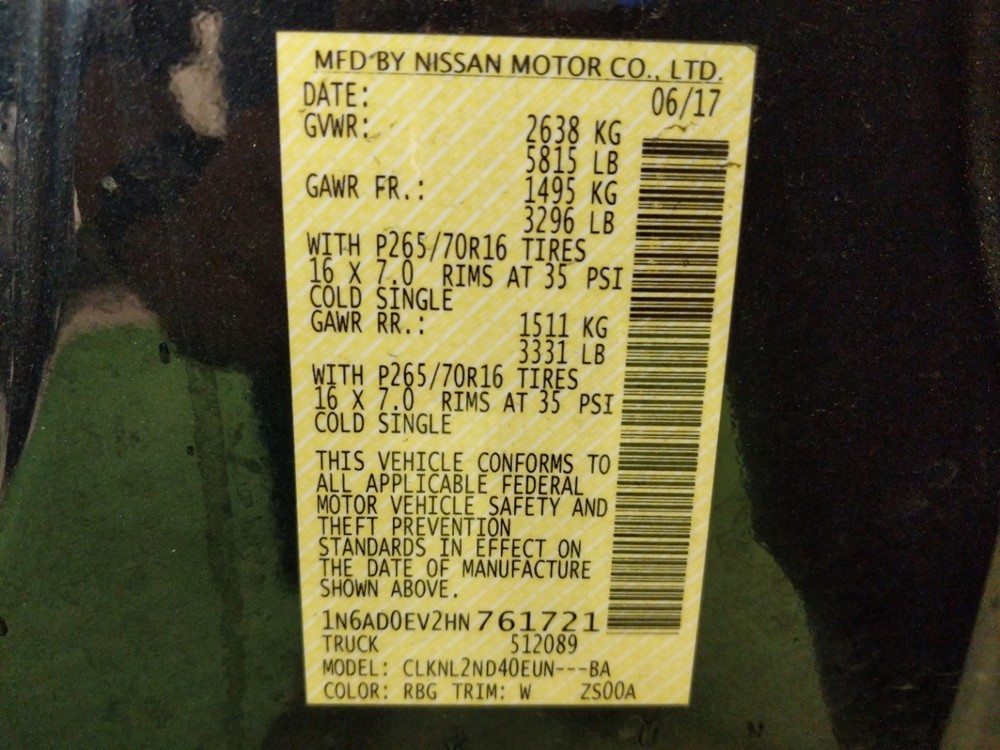 MFD BY NISSAN MOTOR CO., LTD.
DATE: 06/17
GVWR: 2638 KG
5815 LB
GAWR FR.: 1495 KG
3296 LB
WITH P265/70R16 TIRES
16 X 7.0 RIMS AT 35 PSI
COLD SINGLE
GAWR RR.: 1511 KG
3331 LB
WITH P265/70R16 TIRES
16 X 7.0 RIMS AT 35 PSI
COLD SINGLE
THIS VEHICLE CONFORMS TO
ALL APPLICABLE FEDERAL
MOTOR VEHICLE SAFETY AND
THEFT PREVENTION
STANDARDS IN EFFECT ON
THE DATE OF MANUFACTURE
SHOWN ABOVE.
1N6AD0EV2HN761721
TRUCK 512089
MODEL: CLKNL2ND40EUN---BA
COLOR: RBG TRIM: W ZS00A